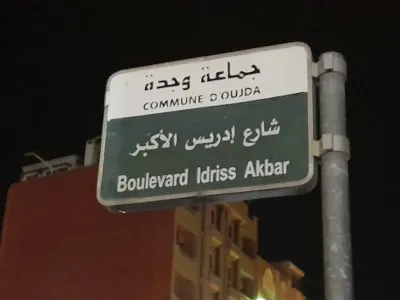 جماعة وجدة
COMMUNE D'OUJDA
شارع إدريس الأكبر
Boulevard Idriss Akbar